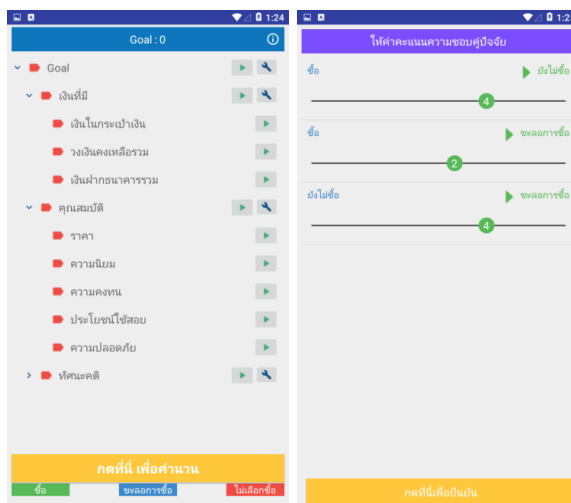 1:24
Goal : 0
Goal
เงินที่มี
เงินในกระเป๋าเงิน
วงเงินคงเหลือรวม
เงินฝากธนาคารรวม
คุณสมบัติ
ราคา
ความนิยม
ความคงทน
ประโยชน์ใช้สอย
ความปลอดภัย
ทัศนะคติ
กดที่นี่ เพื่อคำนวน
ซื้อ ชะลอการซื้อ ไม่เลือกซื้อ
ให้ค่าคะแนนความชอบคู่ปัจจัย
ซื้อ ยังไม่ซื้อ
4
ซื้อ ชะลอการซื้อ
2
ยังไม่ซื้อ ชะลอการซื้อ
4
กดที่นี่เพื่อยืนยัน